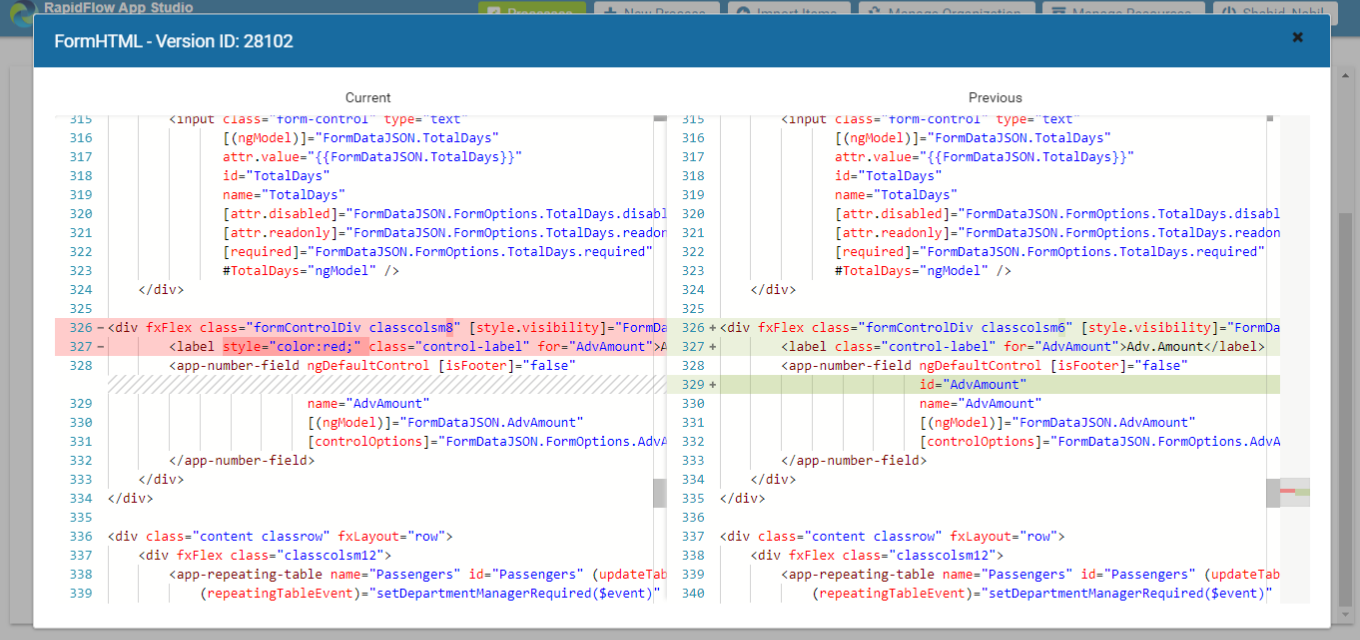 RapidFlow App Studio
Processes
New Process
Import Items
Manage Organization
Manage Resources
Shahid, Nabil
FormHTML - Version ID: 28102
Current
315 <input class="form-control" type="text"
316 [(ngModel)]="FormDataJSON.TotalDays"
317 attr.value="{{FormDataJSON.TotalDays}}"
318 id="TotalDays"
319 name="TotalDays"
320 [attr.disabled]="FormDataJSON.FormOptions.TotalDays.disabl
321 [attr.readonly]="FormDataJSON.FormOptions.TotalDays.readon
322 [required]="FormDataJSON.FormOptions.TotalDays.required"
323 #TotalDays="ngModel" />
324 </div>
325
326 - <div fxFlex class="formControlDiv classcolsm8" [style.visibility]="FormDa
327 - <label style="color:red;" class="control-label" for="AdvAmount">A
328 <app-number-field ngDefaultControl [isFooter]="false"
329 name="AdvAmount"
330 [(ngModel)]="FormDataJSON.AdvAmount"
331 [controlOptions]="FormDataJSON.FormOptions.AdvA
332 </app-number-field>
333 </div>
334 </div>
335
336 <div class="content classrow" fxLayout="row">
337 <div fxFlex class="classcolsm12">
338 <app-repeating-table name="Passengers" id="Passengers" (updateTab
339 (repeatingTableEvent)="setDepartmentManagerRequired($event)"
Previous
315 <input class="form-control" type="text"
316 [(ngModel)]="FormDataJSON.TotalDays"
317 attr.value="{{FormDataJSON.TotalDays}}"
318 id="TotalDays"
319 name="TotalDays"
320 [attr.disabled]="FormDataJSON.FormOptions.TotalDays.disabl
321 [attr.readonly]="FormDataJSON.FormOptions.TotalDays.readon
322 [required]="FormDataJSON.FormOptions.TotalDays.required"
323 #TotalDays="ngModel" />
324 </div>
325
326 + <div fxFlex class="formControlDiv classcolsm6" [style.visibility]="FormDa
327 + <label class="control-label" for="AdvAmount">Adv.Amount</label>
328 <app-number-field ngDefaultControl [isFooter]="false"
329 + id="AdvAmount"
330 name="AdvAmount"
331 [(ngModel)]="FormDataJSON.AdvAmount"
332 [controlOptions]="FormDataJSON.FormOptions.AdvA
333 </app-number-field>
334 </div>
335 </div>
336
337 <div class="content classrow" fxLayout="row">
338 <div fxFlex class="classcolsm12">
339 <app-repeating-table name="Passengers" id="Passengers" (updateTab
340 (repeatingTableEvent)="setDepartmentManagerRequired($event)"